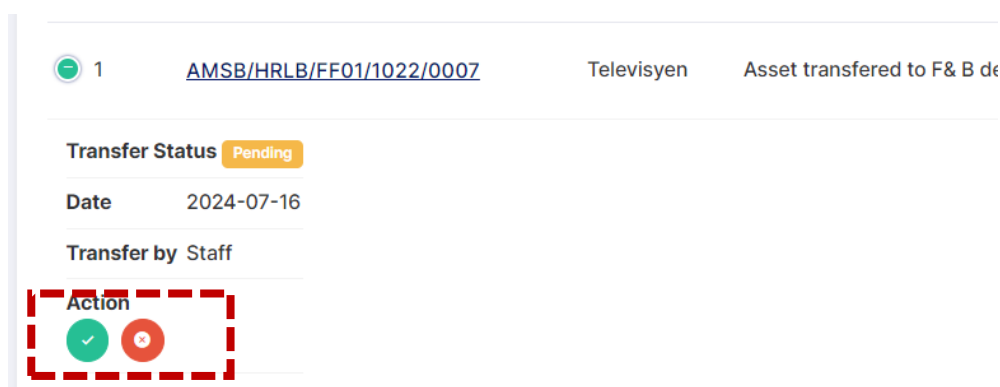 1 AMSB/HRLB/FF01/1022/0007 Televisyen Asset transfered to F& B
Transfer Status Pending
Date 2024-07-16
Transfer by Staff
Action